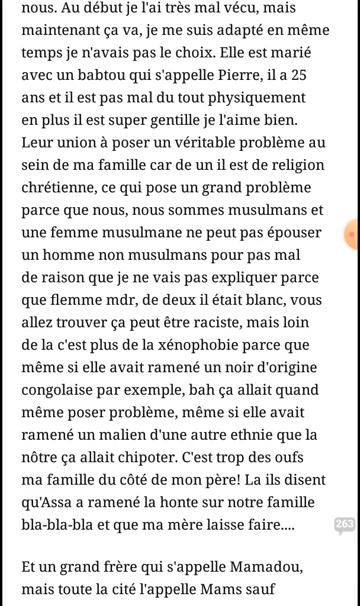 nous. Au début je l'ai très mal vécu, mais
maintenant ça va, je me suis adapté en même
temps je n'avais pas le choix. Elle est marié
avec un babtou qui s'appelle Pierre, il a 25
ans et il est pas mal du tout physiquement
en plus il est super gentille je l'aime bien.
Leur union à poser un véritable problème au
sein de ma famille car de un il est de religion
chrétienne, ce qui pose un grand problème
parce que nous, nous sommes musulmans et
une femme musulmane ne peut pas épouser
un homme non musulmans pour pas mal
de raison que je ne vais pas expliquer parce
que flemme mdr, de deux il était blanc, vous
allez trouver ça peut être raciste, mais loin
de la c'est plus de la xénophobie parce que
même si elle avait ramené un noir d'origine
congolaise par exemple, bah ça allait quand
même poser problème, même si elle avait
ramené un malien d'une autre ethnie que la
nôtre ça allait chipoter. C'est trop des oufs
ma famille du côté de mon père! La ils disent
qu'Assa a ramené la honte sur notre famille
bla-bla-bla et que ma mère laisse faire....
263
Et un grand frère qui s'appelle Mamadou,
mais toute la cité l'appelle Mams sauf